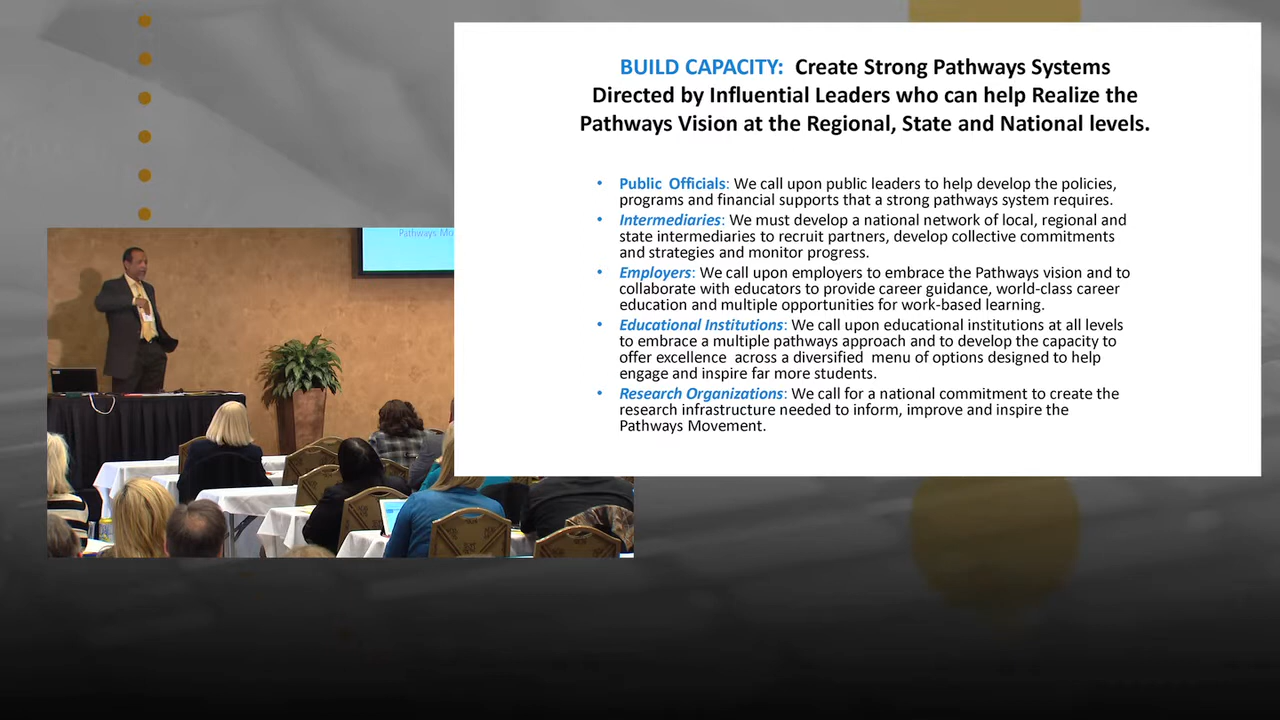 BUILD CAPACITY: Create Strong Pathways Systems
Directed by Influential Leaders who can help Realize the
Pathways Vision at the Regional, State and National levels.
• Public Officials: We call upon public leaders to help develop the policies,
programs and financial supports that a strong pathways system requires.
• Intermediaries: We must develop a national network of local, regional and
state intermediaries to recruit partners, develop collective commitments
and strategies and monitor progress.
• Employers: We call upon employers to embrace the Pathways vision and to
collaborate with educators to provide career guidance, world-class career
education and multiple opportunities for work-based learning.
• Educational Institutions: We call upon educational institutions at all levels
to embrace a multiple pathways approach and to develop the capacity to
offer excellence across a diversified menu of options designed to help
engage and inspire far more students.
• Research Organizations: We call for a national commitment to create the
research infrastructure needed to inform, improve and inspire the
Pathways Movement.
Pathways Mo